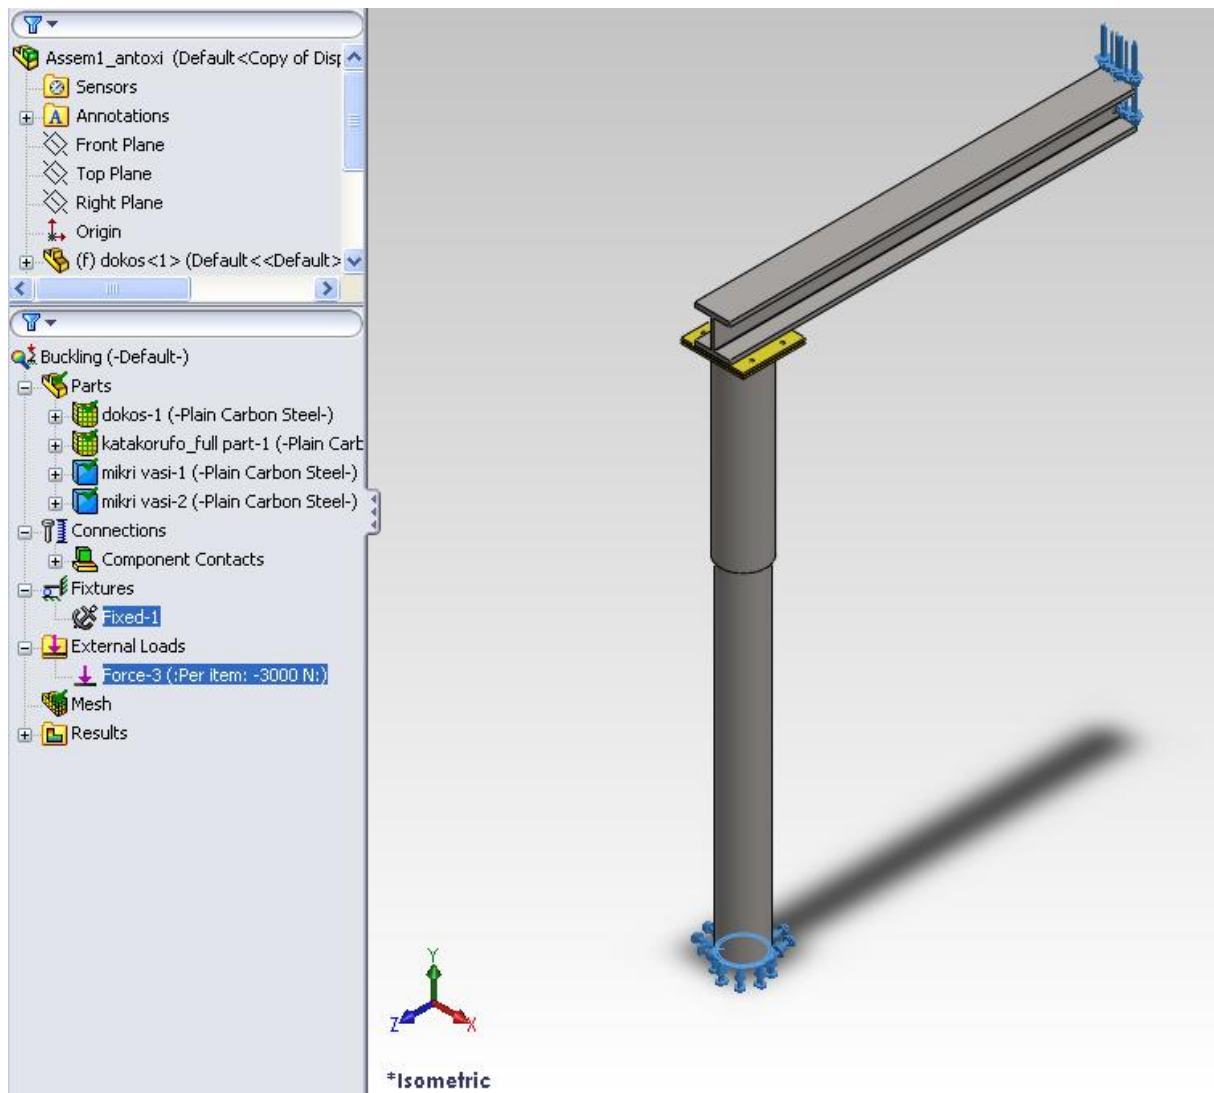 Assem1_antoxi (Default<Copy of Disp
Sensors
A Annotations
Front Plane
Top Plane
Right Plane
Origin
(f) dokos<1> (Default<<Default>
Buckling (-Default-)
Parts
dokos-1 (-Plain Carbon Steel-)
katakorufo_full part-1 (-Plain Carb
mikri vasi-1 (-Plain Carbon Steel-)
mikri vasi-2 (-Plain Carbon Steel-)
Connections
Component Contacts
Fixtures
Fixed-1
External Loads
Force-3 (:Per item: -3000 N:)
Mesh
Results
Y
Z
X
*Isometric